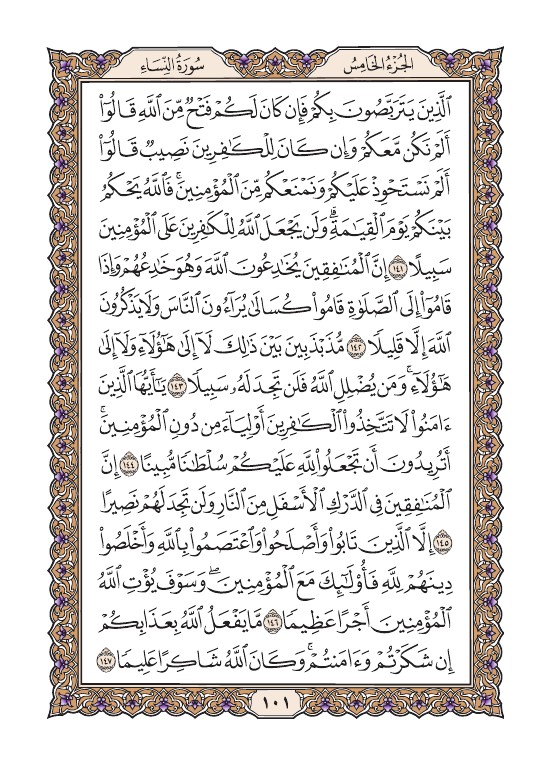 الجُزْءُ الخَامِسُ
سُورَةُ النِّسَاءِ
ٱلَّذِينَ يَتَرَبَّصُونَ بِكُمْ فَإِن كَانَ لَكُمْ فَتْحٌ مِّنَ ٱللَّهِ قَالُوٓا۟
أَلَمْ نَكُن مَّعَكُمْ وَإِن كَانَ لِلْكَٰفِرِينَ نَصِيبٌ قَالُوٓا۟
أَلَمْ نَسْتَحْوِذْ عَلَيْكُمْ وَنَمْنَعْكُم مِّنَ ٱلْمُؤْمِنِينَ ۚ فَٱللَّهُ يَحْكُمُ
بَيْنَكُمْ يَوْمَ ٱلْقِيَٰمَةِ ۗ وَلَن يَجْعَلَ ٱللَّهُ لِلْكَٰفِرِينَ عَلَى ٱلْمُؤْمِنِينَ
سَبِيلًا ١٤١ إِنَّ ٱلْمُنَٰفِقِينَ يُخَٰدِعُونَ ٱللَّهَ وَهُوَ خَٰدِعُهُمْ وَإِذَا
قَامُوٓا۟ إِلَى ٱلصَّلَوٰةِ قَامُوا۟ كُسَالَىٰ يُرَآءُونَ ٱلنَّاسَ وَلَا يَذْكُرُونَ
ٱللَّهَ إِلَّا قَلِيلًا ١٤٢ مُّذَبْذَبِينَ بَيْنَ ذَٰلِكَ لَآ إِلَىٰ هَٰٓؤُلَآءِ وَلَآ إِلَىٰ
هَٰٓؤُلَآءِ ۚ وَمَن يُضْلِلِ ٱللَّهُ فَلَن تَجِدَ لَهُۥ سَبِيلًا ١٤٣ يَٰٓأَيُّهَا ٱلَّذِينَ
ءَامَنُوا۟ لَا تَتَّخِذُوا۟ ٱلْكَٰفِرِينَ أَوْلِيَآءَ مِن دُونِ ٱلْمُؤْمِنِينَ ۚ
أَتُرِيدُونَ أَن تَجْعَلُوا۟ لِلَّهِ عَلَيْكُمْ سُلْطَٰنًا مُّبِينًا ١٤٤ إِنَّ
ٱلْمُنَٰفِقِينَ فِى ٱلدَّرْكِ ٱلْأَسْفَلِ مِنَ ٱلنَّارِ وَلَن تَجِدَ لَهُمْ نَصِيرًا
١٤٥ إِلَّا ٱلَّذِينَ تَابُوا۟ وَأَصْلَحُوا۟ وَٱعْتَصَمُوا۟ بِٱللَّهِ وَأَخْلَصُوا۟
دِينَهُمْ لِلَّهِ فَأُو۟لَٰٓئِكَ مَعَ ٱلْمُؤْمِنِينَ ۖ وَسَوْفَ يُؤْتِ ٱللَّهُ
ٱلْمُؤْمِنِينَ أَجْرًا عَظِيمًا ١٤٦ مَّا يَفْعَلُ ٱللَّهُ بِعَذَابِكُمْ
إِن شَكَرْتُمْ وَءَامَنتُمْ ۚ وَكَانَ ٱللَّهُ شَاكِرًا عَلِيمًا ١٤٧
١٠١